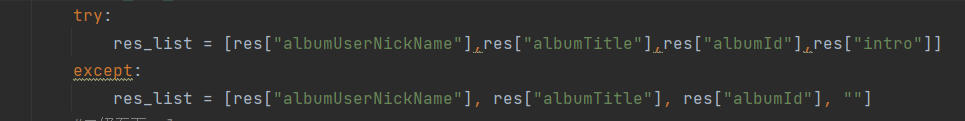 try:
res_list = [res["albumUserNickName"],res["albumTitle"],res["albumId"],res["intro"]]
except:
res_list = [res["albumUserNickName"], res["albumTitle"], res["albumId"], ""]